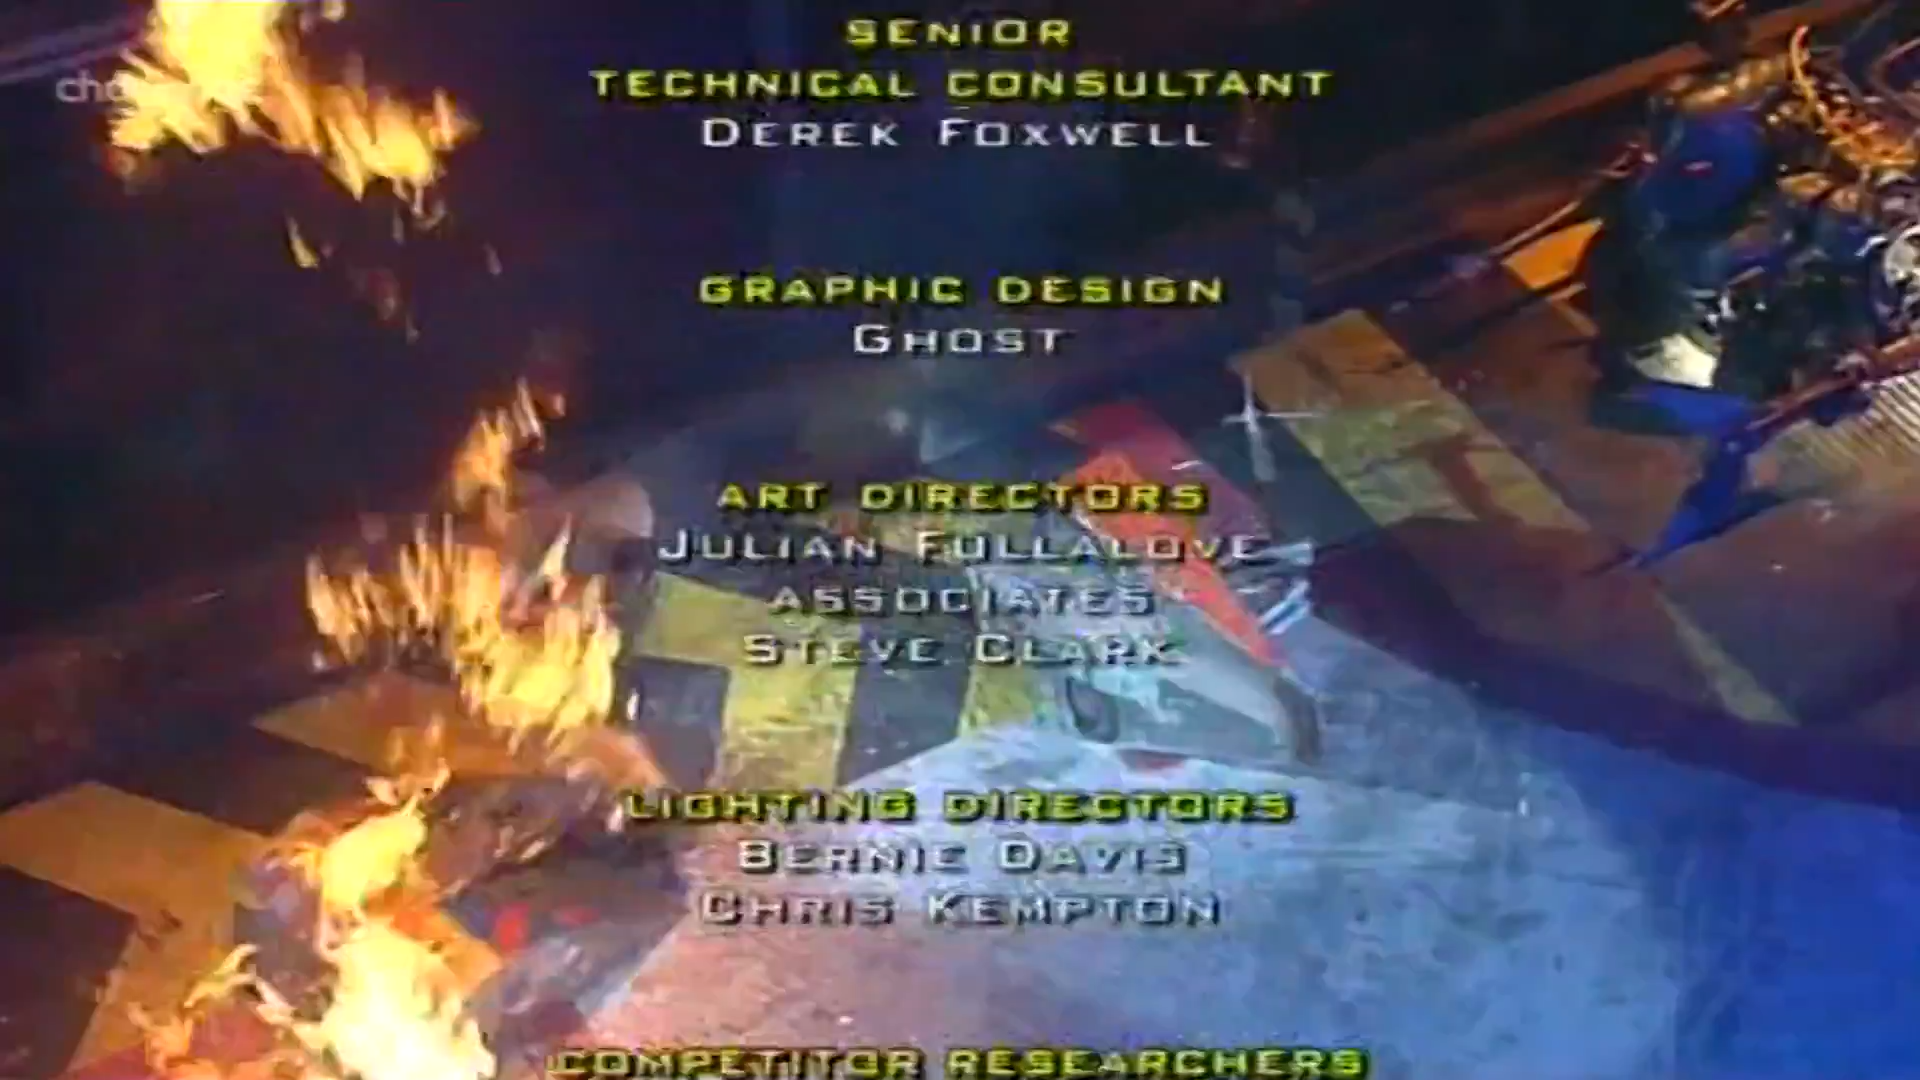 SENIOR
TECHNICAL CONSULTANT
DEREK FOXWELL
GRAPHIC DESIGN
GHOST
ART DIRECTORS
JULIAN FULLALOVE
ASSOCIATES
STEVE CLARK
LIGHTING DIRECTORS
BERNIE DAVIS
CHRIS KEMPTON
COMPETITOR RESEARCHERS